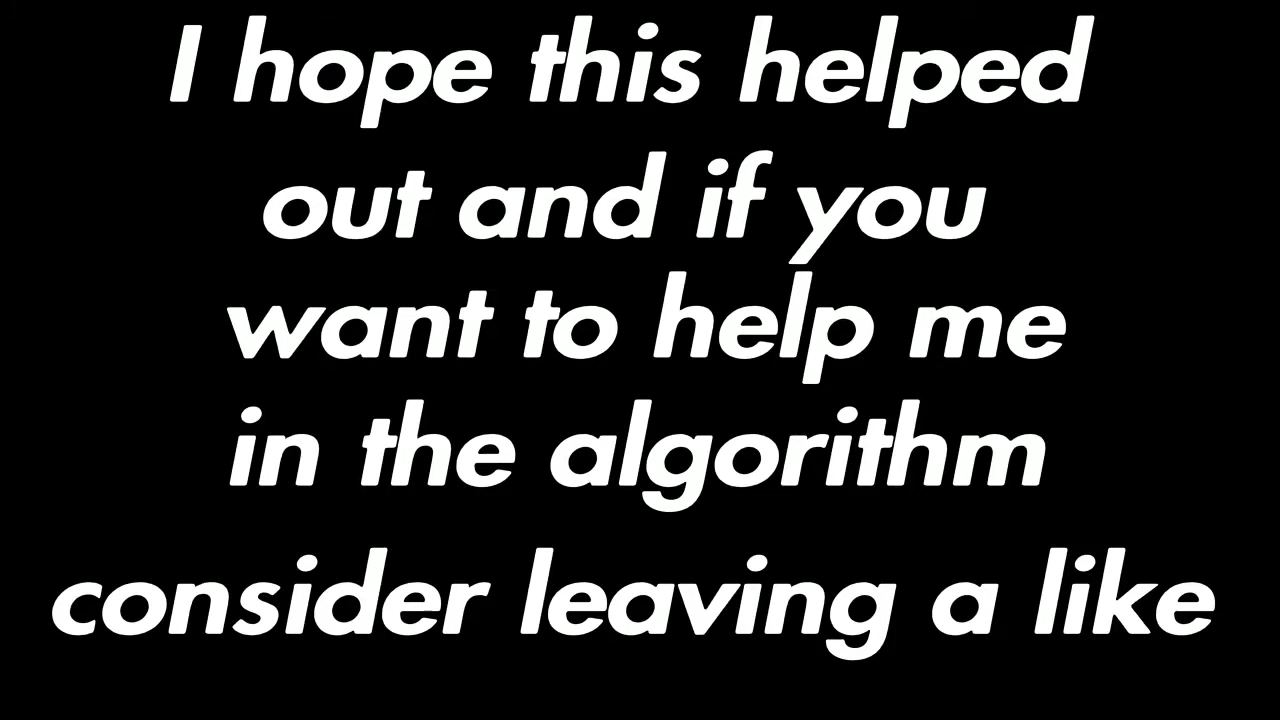 I hope this helped
out and if you
want to help me
in the algorithm
consider leaving a like